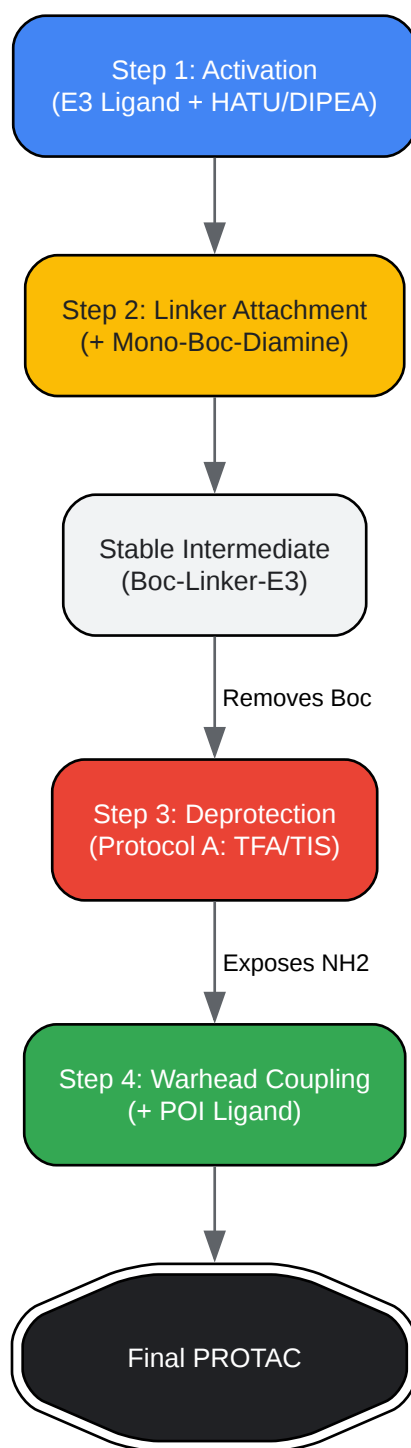 Step 1: Activation
(E3 Ligand + HATU/DIPEA)
Step 2: Linker Attachment
(+ Mono-Boc-Diamine)
Stable Intermediate
(Boc-Linker-E3)
Removes Boc
Step 3: Deprotection
(Protocol A: TFA/TIS)
Exposes NH2
Step 4: Warhead Coupling
(+ POI Ligand)
Final PROTAC